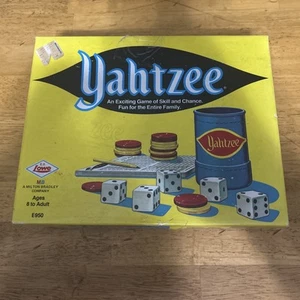 Yahtzee
An Exciting Game of Skill and Chance.
Fun for the Entire Family.
Yahtzee
A MILTON BRADLEY
COMPANY
Ages
8 to Adult
E950